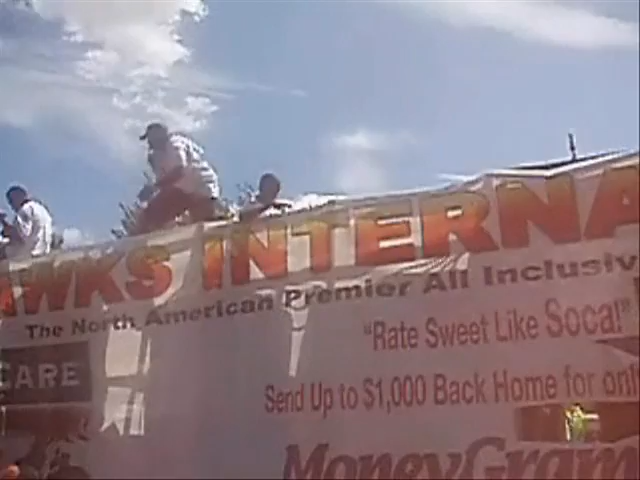 AWKS INTERNA
The North American Premier All Inclusiv
"Rate Sweet Like Soca!"
CARE
Send Up to $1,000 Back Home for onl
MoneyGram